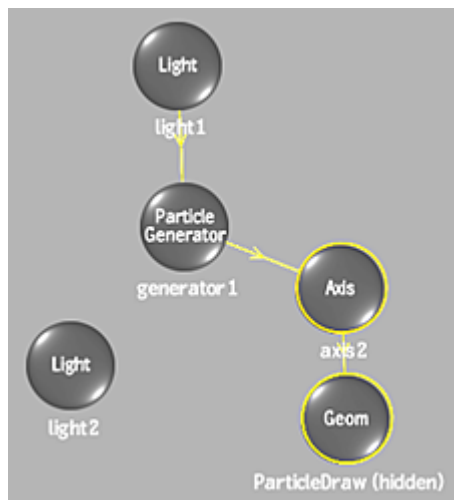 Light
light1
Particle
Generator
generator1
Axis
axis2
Light
light2
Geom
ParticleDraw (hidden)